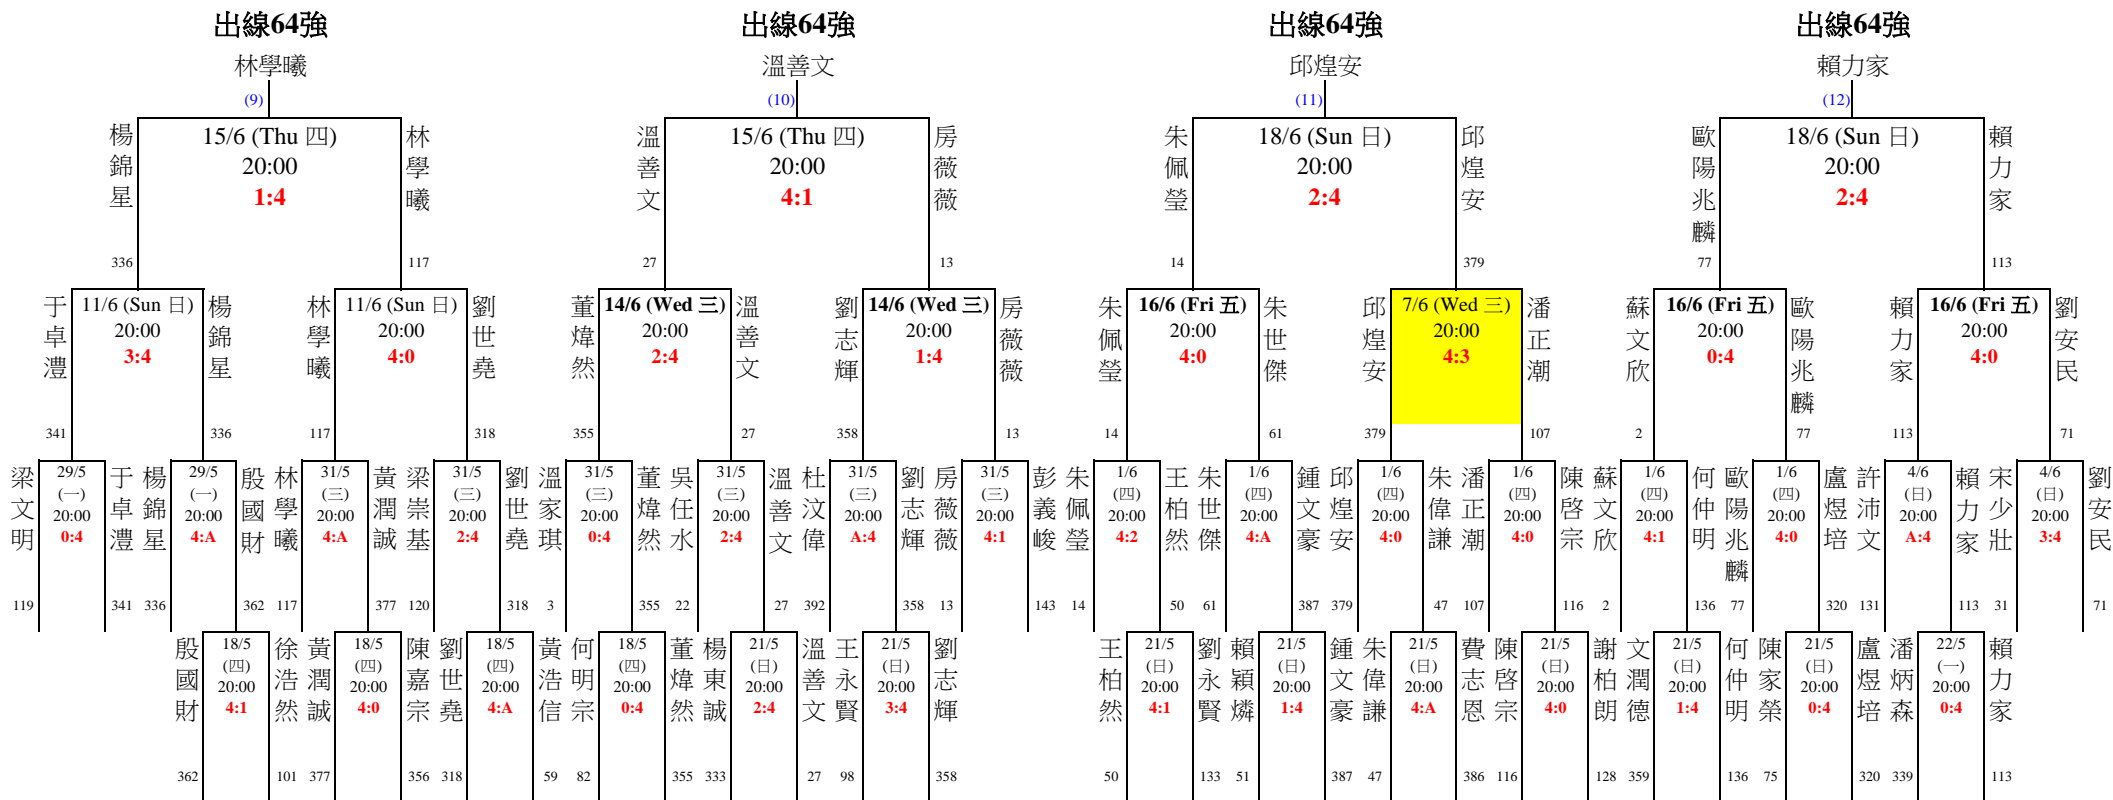 出線64強 出線64強 出線64強 出線64強
林學曦 溫善文 邱煌安 賴力家
(9) (10) (11) (12)
楊錦星 15/6 (Thu 四) 林學曦 溫善文 15/6 (Thu 四) 房薇薇 朱佩瑩 18/6 (Sun 日) 邱煌安 歐陽兆麟 18/6 (Sun 日) 賴力家
20:00 20:00 20:00 20:00
1:4 4:1 2:4 2:4
336 117 27 13 14 379 77 113
于卓澧 11/6 (Sun 日) 楊錦星 林學曦 11/6 (Sun 日) 劉世堯 董煒然 14/6 (Wed 三) 溫善文 劉志輝 14/6 (Wed 三) 房薇薇 朱佩瑩 16/6 (Fri 五) 朱世傑 邱煌安 7/6 (Wed 三) 潘正潮 蘇文欣 16/6 (Fri 五) 歐陽兆麟 賴力家 16/6 (Fri 五) 劉安民
20:00 20:00 20:00 20:00 20:00 20:00 20:00 20:00
3:4 4:0 2:4 1:4 4:0 4:3 0:4 4:0
341 336 117 318 355 27 358 13 14 61 379 107 2 77 113 71
梁文明 29/5 于卓澧 楊錦星 29/5 殷國財 林學曦 31/5 黃潤誠 梁崇基 31/5 劉世堯 溫家琪 31/5 董煒然 吳任水 31/5 溫善文 杜汶偉 31/5 劉志輝 房薇薇 31/5 彭義峻 朱佩瑩 1/6 王柏然 朱世傑 1/6 鍾文豪 邱煌安 1/6 朱偉謙 潘正潮 1/6 陳啓宗 蘇文欣 1/6 何仲明 歐陽兆麟 1/6 盧煜培 許沛文 4/6 賴力家 宋少壯 4/6 劉安民
(一) (一) (三) (三) (三) (三) (三) (三) (四) (四) (四) (四) (四) (四) (日) (日)
20:00 20:00 20:00 20:00 20:00 20:00 20:00 20:00 20:00 20:00 20:00 20:00 20:00 20:00 20:00 20:00
0:4 4:A 4:A 2:4 0:4 2:4 A:4 4:1 4:2 4:A 4:0 4:0 4:1 4:0 A:4 3:4
119 341 336 362 117 377 120 318 3 355 22 27 392 358 13 143 14 50 61 387 379 47 107 116 2 136 77 320 131 113 31 71
殷國財 18/5 徐浩然 黃潤誠 18/5 陳嘉宗 劉世堯 18/5 黃浩信 何明宗 18/5 董煒然 楊東誠 21/5 溫善文 王永賢 21/5 劉志輝 王柏然 21/5 劉永賢 賴穎燐 21/5 鍾文豪 朱偉謙 21/5 費志恩 陳啓宗 21/5 謝柏朗 文潤德 21/5 何仲明 陳家榮 21/5 盧煜培 潘炳森 22/5 賴力家
(四) (四) (四) (四) (日) (日) (日) (日) (日) (日) (日) (日) (一)
20:00 20:00 20:00 20:00 20:00 20:00 20:00 20:00 20:00 20:00 20:00 20:00 20:00
4:1 4:0 4:A 0:4 2:4 3:4 4:1 1:4 4:A 4:0 1:4 0:4 0:4
362 101 377 356 318 59 82 355 333 27 98 358 50 133 51 387 47 386 116 128 359 136 75 320 339 113